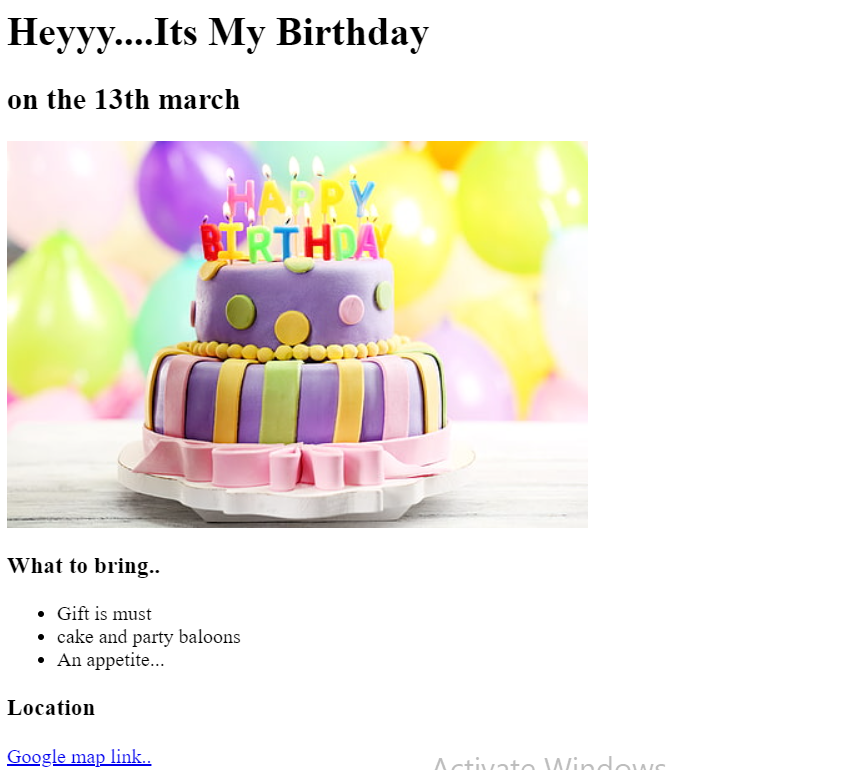 Heyyy....Its My Birthday
on the 13th march
HAPPY
BIRTHDAY
What to bring..
Gift is must
cake and party baloons
An appetite...
Location
Google map link..
Activate Windows